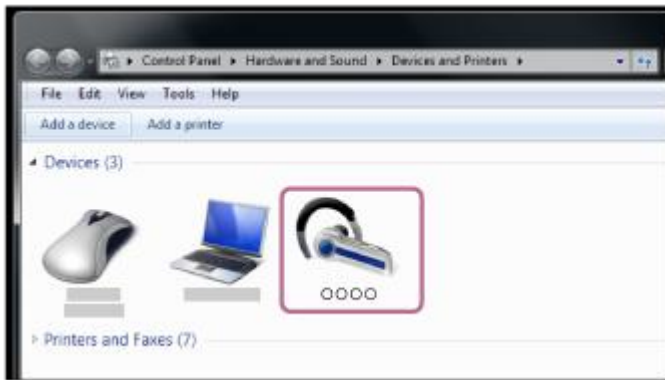 Control Panel ▸ Hardware and Sound ▸ Devices and Printers ▸
File Edit View Tools Help
Add a device Add a printer
Devices (3)
○○○○
Printers and Faxes (7)